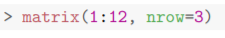 > matrix(1:12, nrow=3)